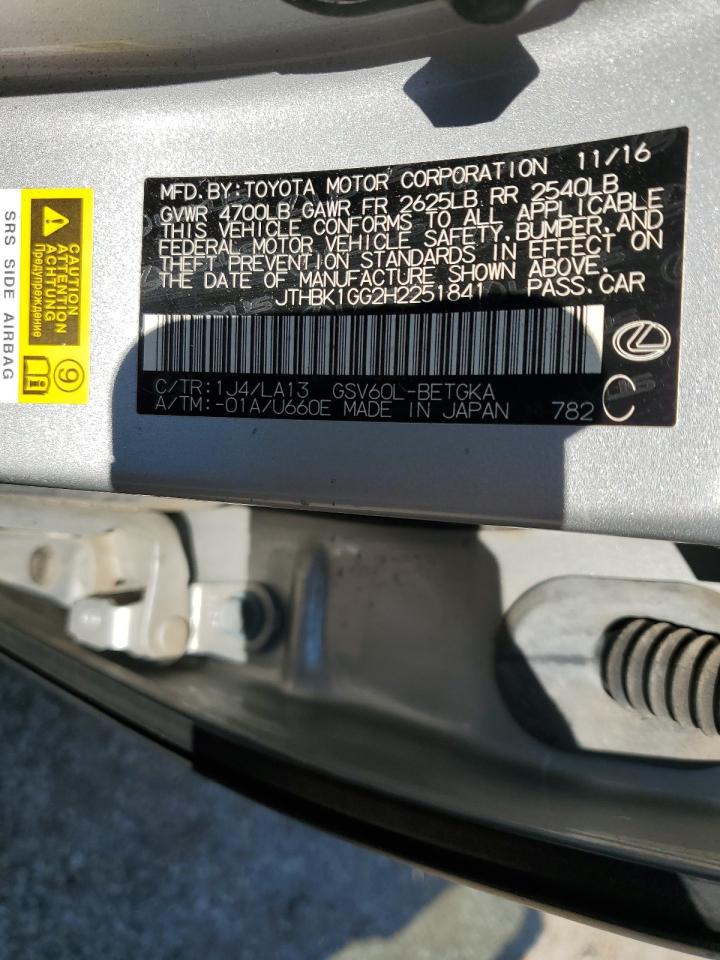 MFD. BY: TOYOTA MOTOR CORPORATION 11/16
GVWR 4700LB GAWR FR 2625LB RR 2540LB
THIS VEHICLE CONFORMS TO ALL APPLICABLE
FEDERAL MOTOR VEHICLE SAFETY, BUMPER, AND
THEFT PREVENTION STANDARDS IN EFFECT ON
THE DATE OF MANUFACTURE SHOWN ABOVE.
JTHBK1GG2H2251841 PASS. CAR
C/TR: 1J4/LA13 GSV60L-BETGKA
A/TM: -01A/U660E MADE IN JAPAN 782
C
CAUTION
ATTENTION
ACHTUNG
Предупреждение
9
SRS SIDE AIRBAG